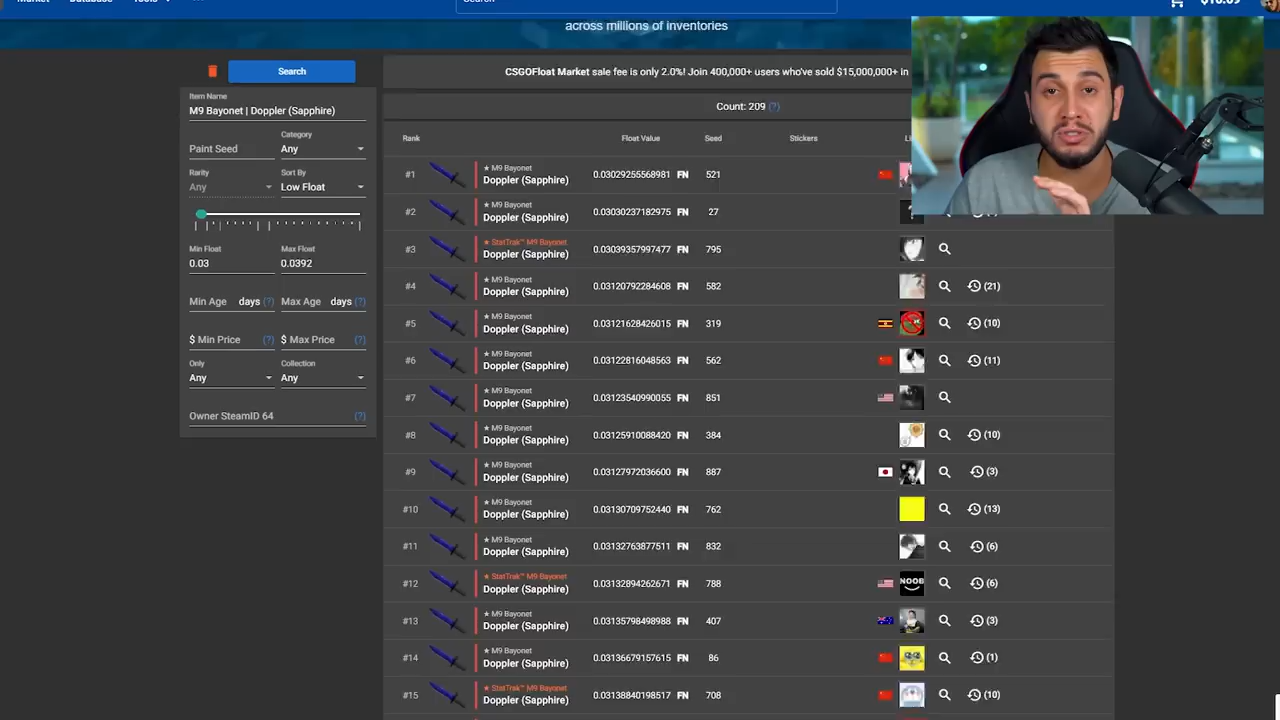 Market Database Tools
Search
$16.69
across millions of inventories
Search
CSGOFloat Market sale fee is only 2.0%! Join 400,000+ users who've sold $15,000,000+ in
Item Name
M9 Bayonet | Doppler (Sapphire)
Count: 209 (?)
Paint Seed
Category
Any
Rarity
Any
Sort By
Low Float
Min Float
0.03
Max Float
0.0392
Min Age days (?)
Max Age days (?)
$ Min Price (?)
$ Max Price (?)
Only
Any
Collection
Any
Owner SteamID 64 (?)
Rank Float Value Seed Stickers
#1 ★ M9 Bayonet
Doppler (Sapphire) 0.03029255568981 FN 521
#2 ★ M9 Bayonet
Doppler (Sapphire) 0.03030237182975 FN 27
#3 ★ StatTrak™ M9 Bayonet
Doppler (Sapphire) 0.03039357997477 FN 795
#4 ★ M9 Bayonet
Doppler (Sapphire) 0.03120792284608 FN 582 (21)
#5 ★ M9 Bayonet
Doppler (Sapphire) 0.03121628426015 FN 319 (10)
#6 ★ M9 Bayonet
Doppler (Sapphire) 0.03122816048563 FN 562 (11)
#7 ★ M9 Bayonet
Doppler (Sapphire) 0.03123540990055 FN 851
#8 ★ M9 Bayonet
Doppler (Sapphire) 0.03125910088420 FN 384 (10)
#9 ★ M9 Bayonet
Doppler (Sapphire) 0.03127972036600 FN 887 (3)
#10 ★ M9 Bayonet
Doppler (Sapphire) 0.03130709752440 FN 762 (13)
#11 ★ M9 Bayonet
Doppler (Sapphire) 0.03132763877511 FN 832 (6)
#12 ★ StatTrak™ M9 Bayonet
Doppler (Sapphire) 0.03132894262671 FN 788 NOOB (6)
#13 ★ M9 Bayonet
Doppler (Sapphire) 0.03135798498988 FN 407 (3)
#14 ★ M9 Bayonet
Doppler (Sapphire) 0.03136679157615 FN 86 (1)
#15 ★ StatTrak™ M9 Bayonet
Doppler (Sapphire) 0.03138840198517 FN 708 (10)